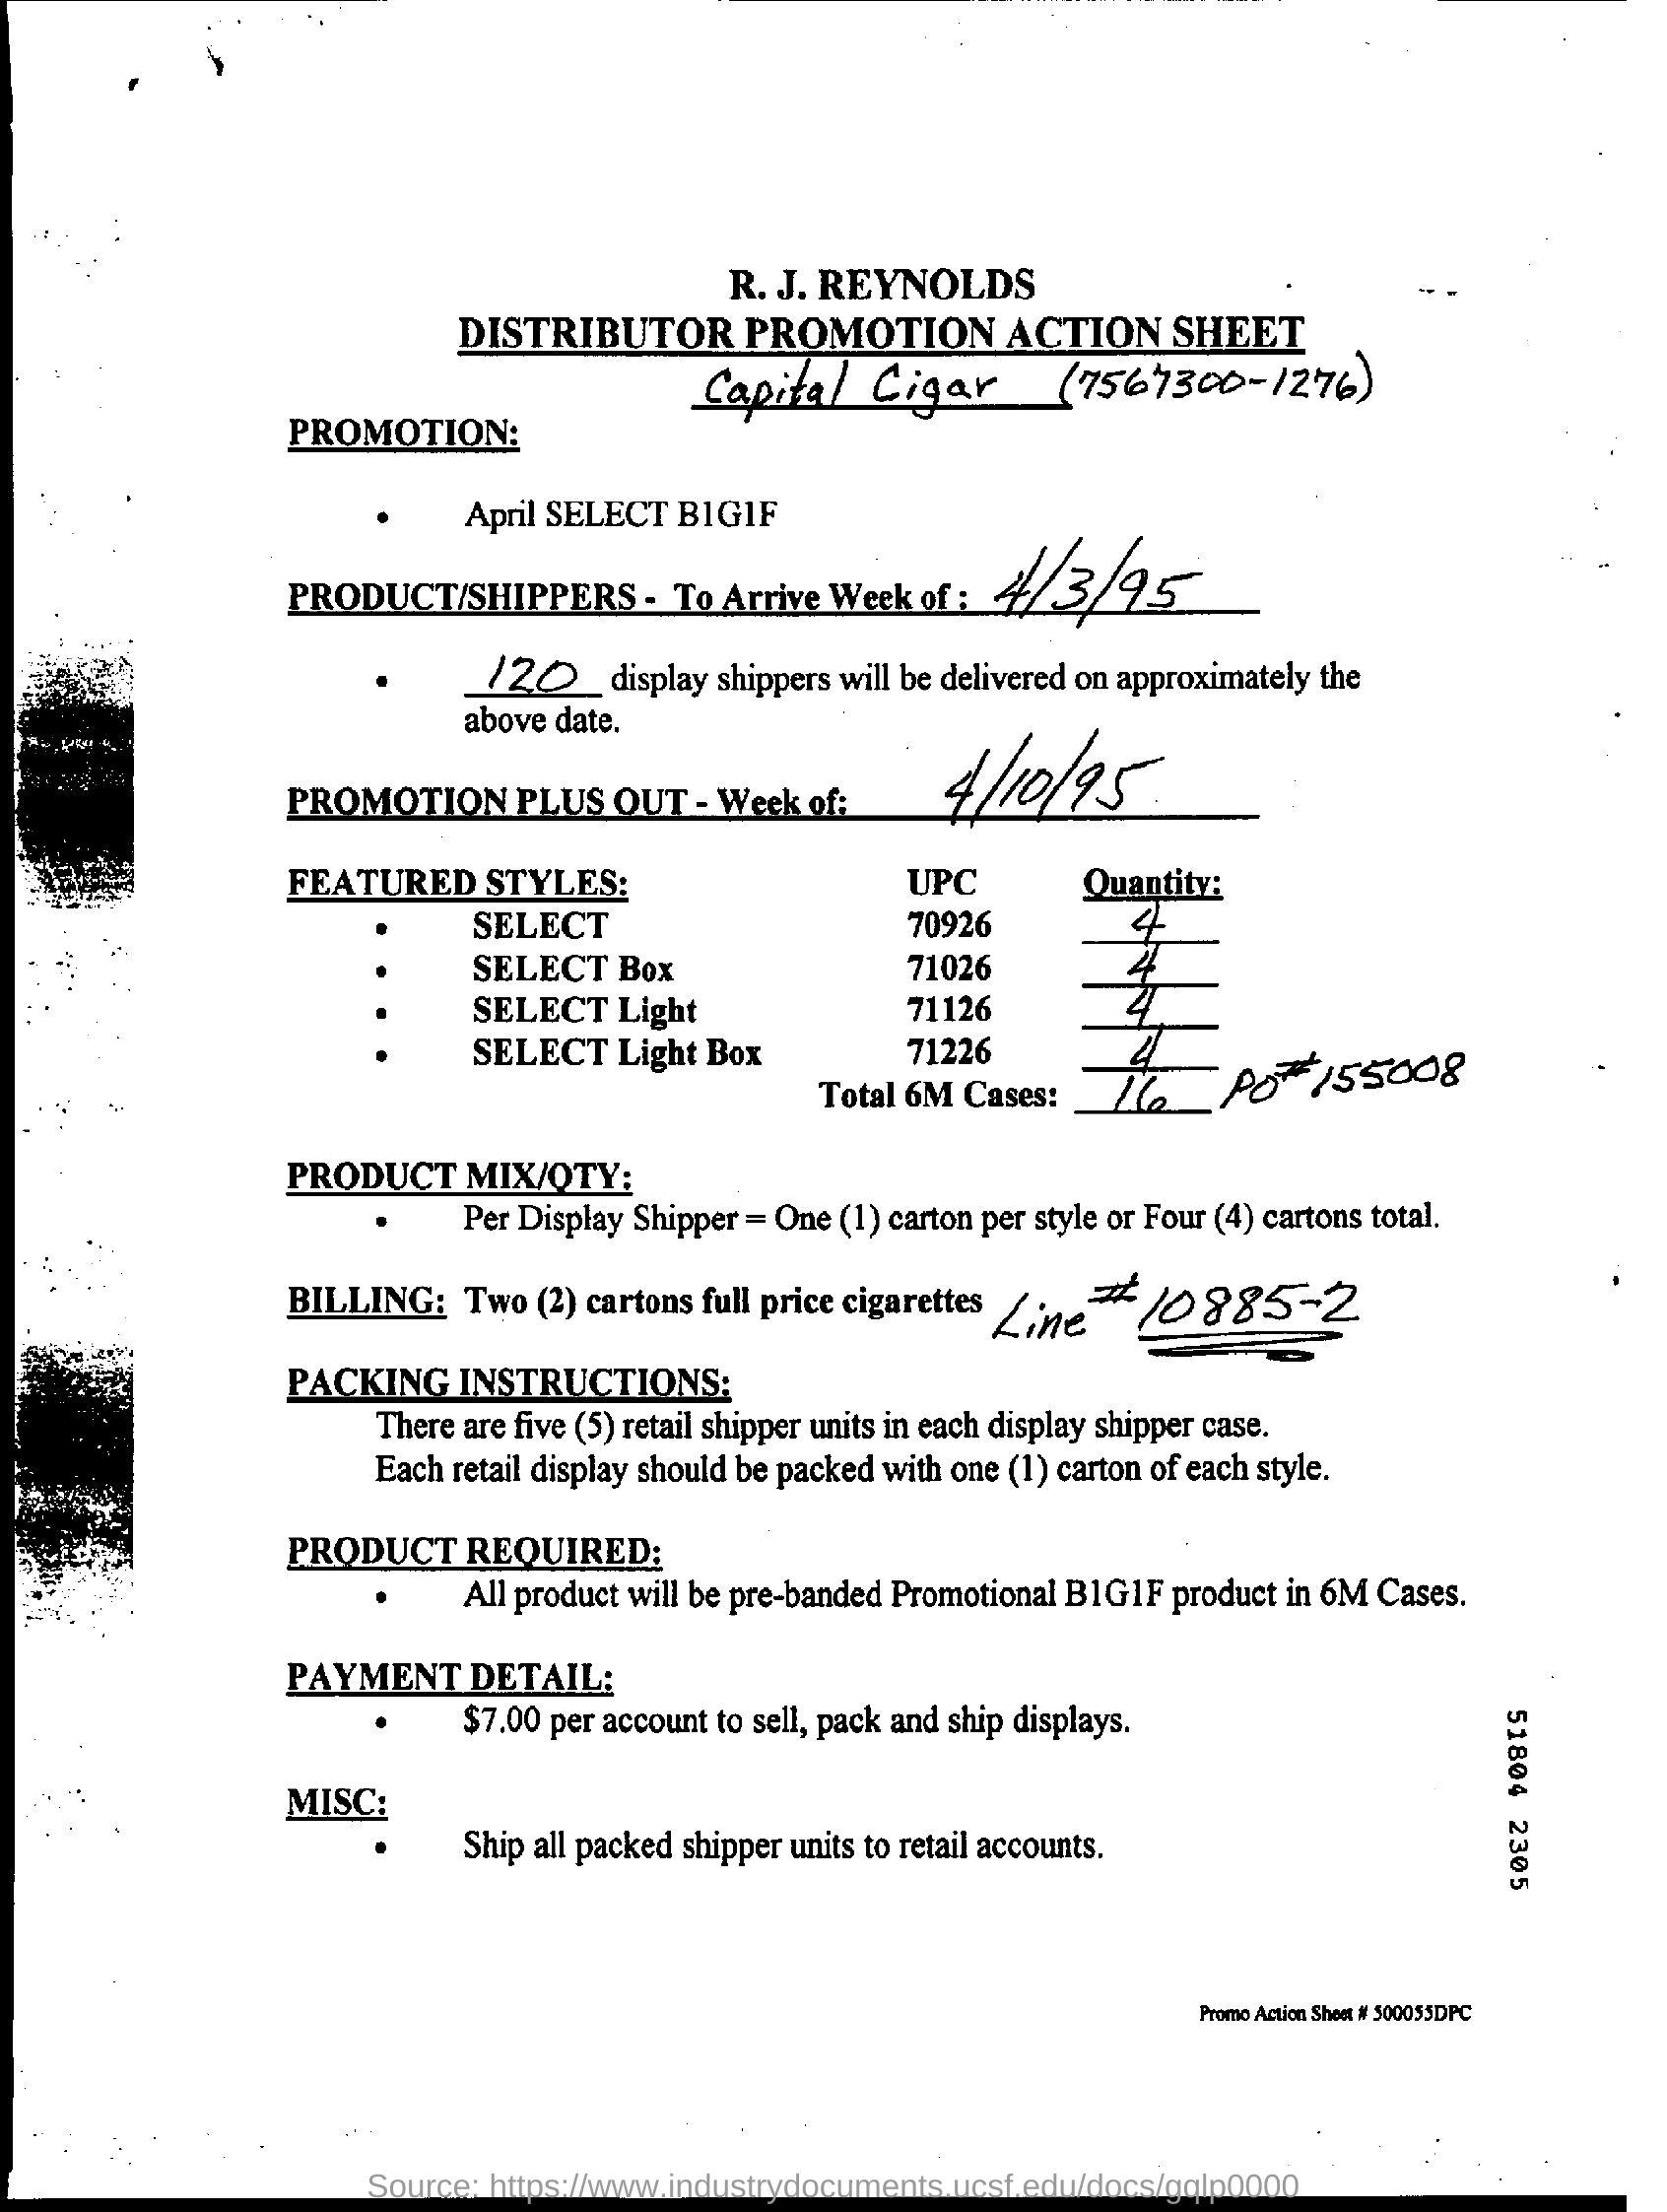 R. J. REYNOLDS
DISTRIBUTOR PROMOTION ACTION SHEET
Capital Cigar (7567300-1276)
PROMOTION:
• April SELECT B1G1F
PRODUCT/SHIPPERS - To Arrive Week of : 4/3/95
• 120 display shippers will be delivered on approximately the
above date.
PROMOTION PLUS OUT - Week of: 4/10/95
FEATURED STYLES: UPC Quantity:
• SELECT 70926 4
• SELECT Box 71026 4
• SELECT Light 71126 4
• SELECT Light Box 71226 4
Total 6M Cases: 16 PO# 155008
PRODUCT MIX/QTY:
• Per Display Shipper = One (1) carton per style or Four (4) cartons total.
BILLING: Two (2) cartons full price cigarettes Line # 10885-2
PACKING INSTRUCTIONS:
There are five (5) retail shipper units in each display shipper case.
Each retail display should be packed with one (1) carton of each style.
PRODUCT REQUIRED:
• All product will be pre-banded Promotional B1G1F product in 6M Cases.
PAYMENT DETAIL:
• $7.00 per account to sell, pack and ship displays.
MISC:
• Ship all packed shipper units to retail accounts.
51804 2305
Promo Action Sheet # 500055DPC
Source: https://www.industrydocuments.ucsf.edu/docs/gqlp0000